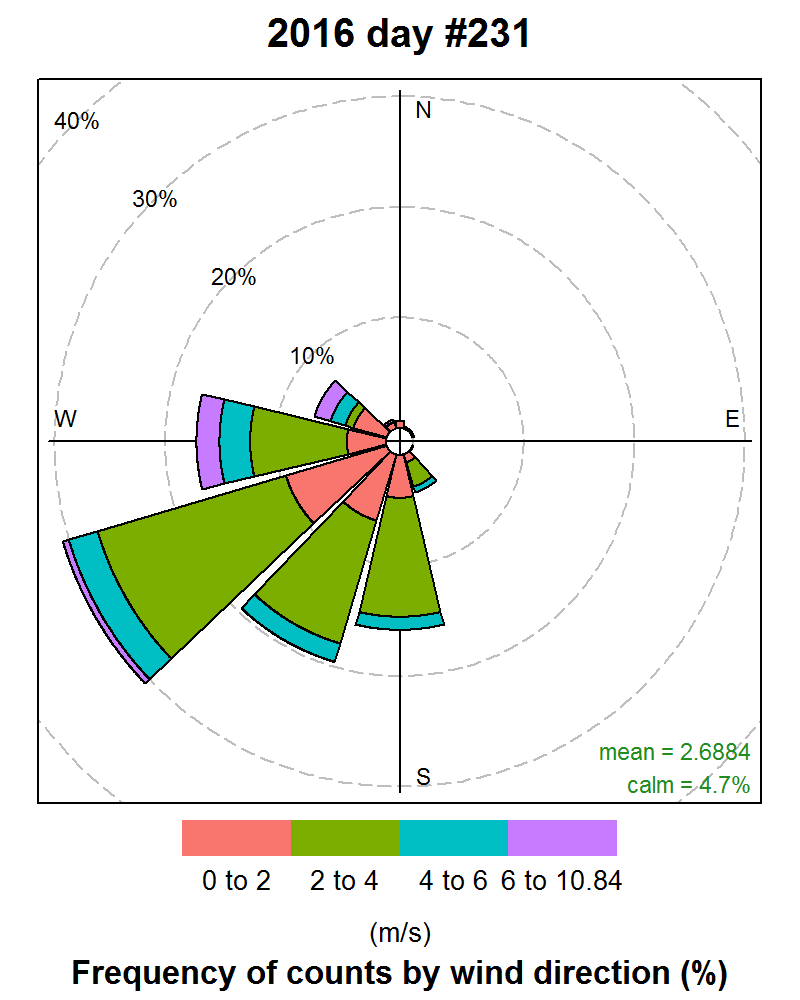 2016 day #231
N
40%
30%
20%
10%
W
E
S
mean = 2.6884
calm = 4.7%
0 to 2 2 to 4 4 to 6 6 to 10.84
(m/s)
Frequency of counts by wind direction (%)